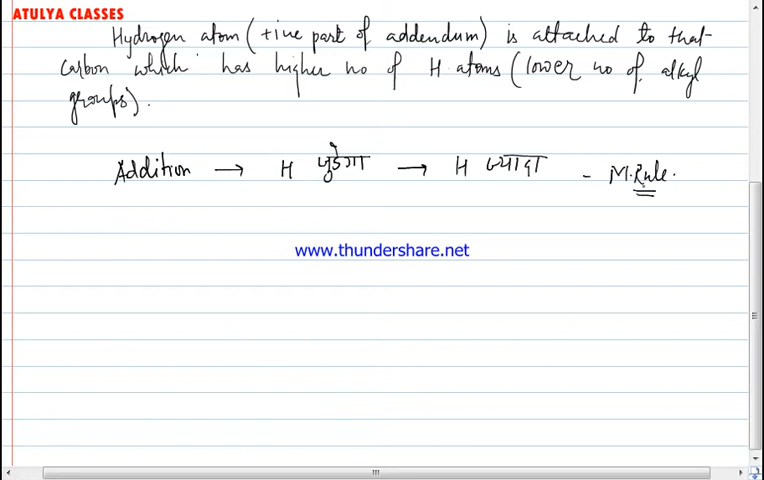 ATULYA CLASSES
Hydrogen atom (+ive part of addendum) is attached to that
carbon which has higher no of H atoms (lower no of alkyl
groups).
Addition → H जुड़ेगा → H ज्यादा - M.Rule.
www.thundershare.net